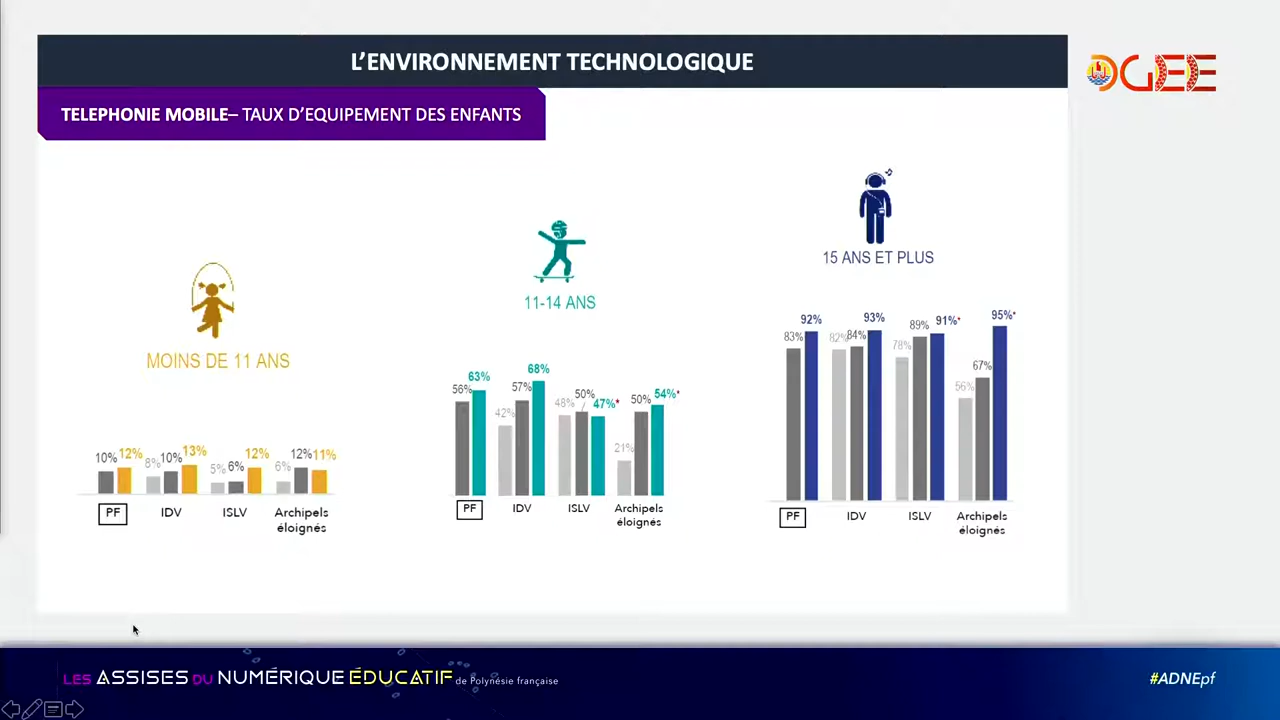 L'ENVIRONNEMENT TECHNOLOGIQUE
DGEE
TELEPHONIE MOBILE– TAUX D'EQUIPEMENT DES ENFANTS
MOINS DE 11 ANS
10% 12% 8% 10% 13% 5% 6% 12% 6% 12% 11%
PF IDV ISLV Archipels
éloignés
11-14 ANS
56% 63% 42% 57% 68% 48% 50% 47%* 21% 50% 54%*
PF IDV ISLV Archipels
éloignés
15 ANS ET PLUS
83% 92% 82% 84% 93% 78% 89% 91%* 56% 67% 95%*
PF IDV ISLV Archipels
éloignés
LES ASSISES DU NUMÉRIQUE ÉDUCATIF de Polynésie française
#ADNEpf